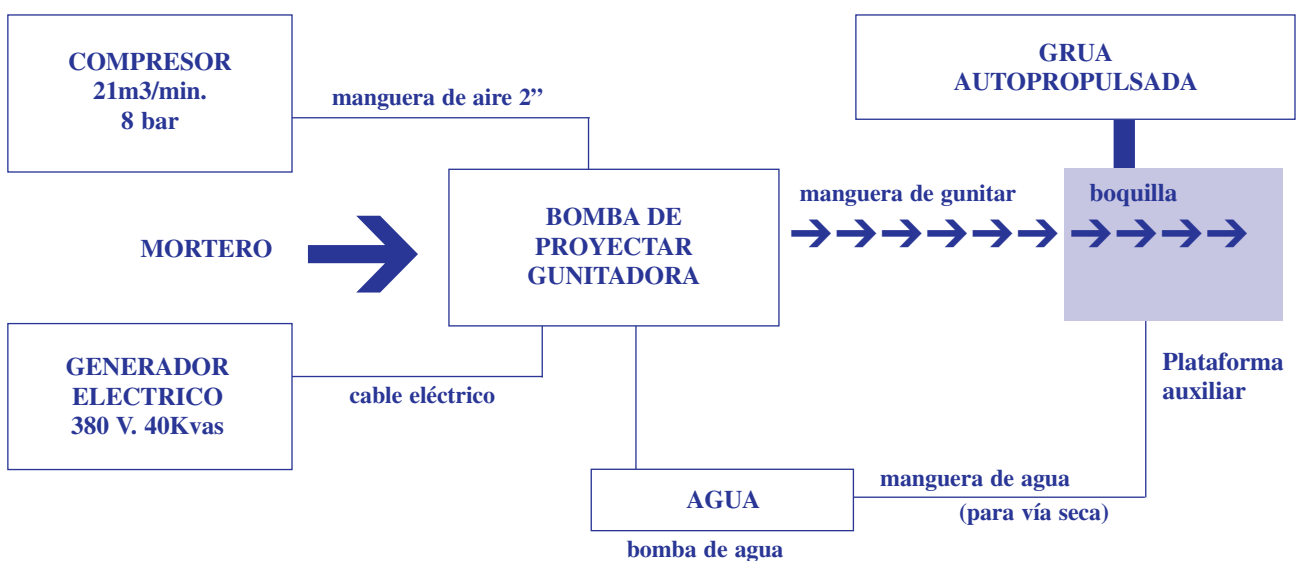 COMPRESOR
21m3/min.
8 bar
manguera de aire 2”
GRUA
AUTOPROPULSADA
MORTERO
BOMBA DE
PROYECTAR
GUNITADORA
manguera de gunitar
boquilla
GENERADOR
ELECTRICO
380 V. 40Kvas
cable eléctrico
Plataforma
auxiliar
AGUA
bomba de agua
manguera de agua
(para vía seca)